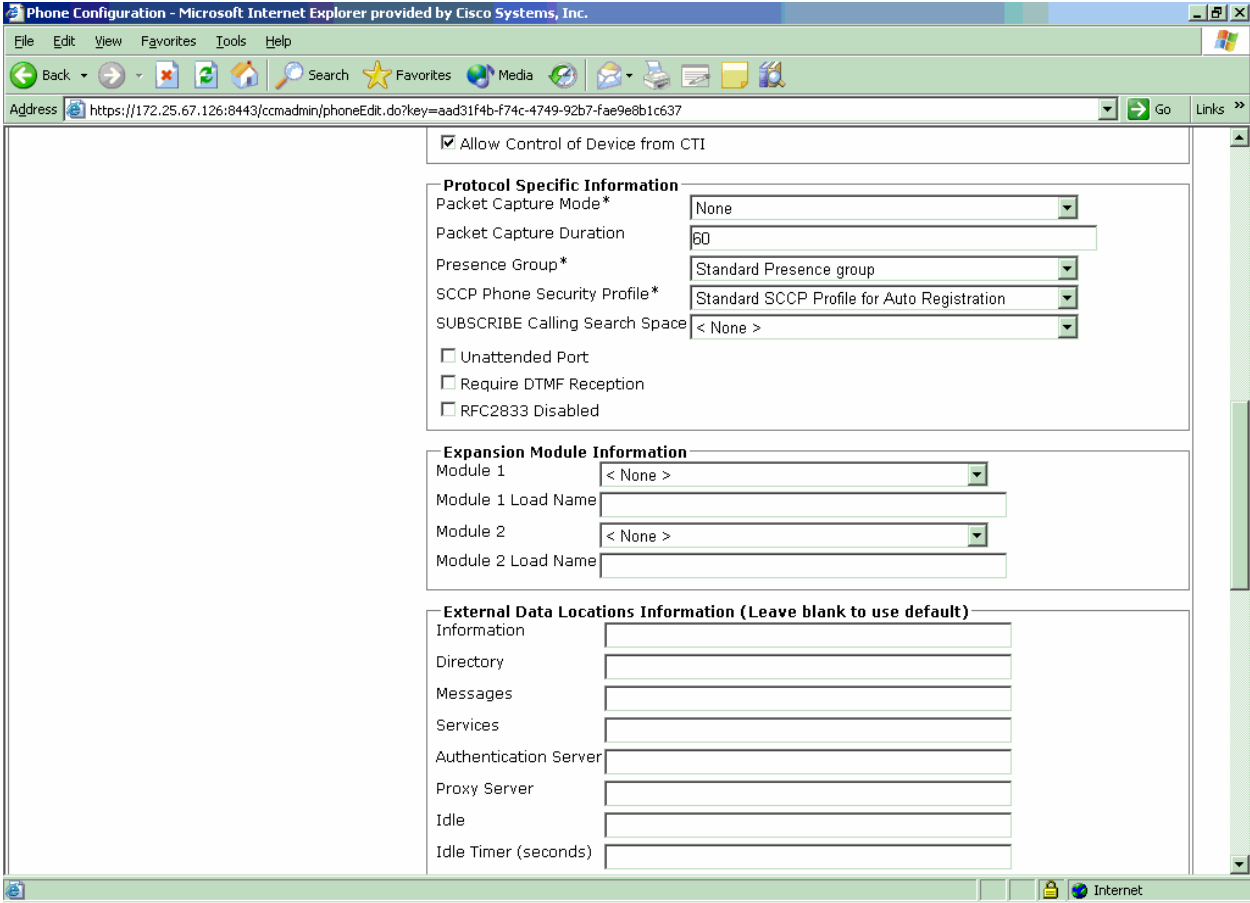 Phone Configuration - Microsoft Internet Explorer provided by Cisco Systems, Inc.
File Edit View Favorites Tools Help
Back Search Favorites Media
Address https://172.25.67.126:8443/ccmadmin/phoneEdit.do?key=aad31f4b-f74c-4749-92b7-fae9e8b1c637 Go Links »
Allow Control of Device from CTI
Protocol Specific Information
Packet Capture Mode* None
Packet Capture Duration 60
Presence Group* Standard Presence group
SCCP Phone Security Profile* Standard SCCP Profile for Auto Registration
SUBSCRIBE Calling Search Space < None >
Unattended Port
Require DTMF Reception
RFC2833 Disabled
Expansion Module Information
Module 1 < None >
Module 1 Load Name
Module 2 < None >
Module 2 Load Name
External Data Locations Information (Leave blank to use default)
Information
Directory
Messages
Services
Authentication Server
Proxy Server
Idle
Idle Timer (seconds)
Internet